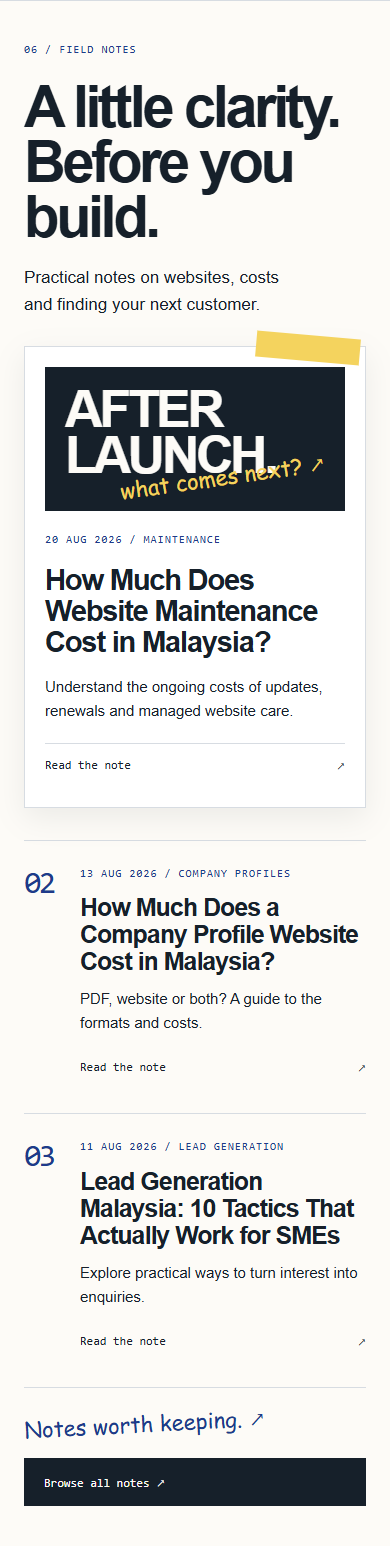 06 / FIELD NOTES
A little clarity.
Before you
build.
Practical notes on websites, costs
and finding your next customer.
AFTER
LAUNCH.
what comes next? ↗
20 AUG 2026 / MAINTENANCE
How Much Does
Website Maintenance
Cost in Malaysia?
Understand the ongoing costs of updates,
renewals and managed website care.
Read the note ↗
02
13 AUG 2026 / COMPANY PROFILES
How Much Does a
Company Profile Website
Cost in Malaysia?
PDF, website or both? A guide to the
formats and costs.
Read the note ↗
03
11 AUG 2026 / LEAD GENERATION
Lead Generation
Malaysia: 10 Tactics That
Actually Work for SMEs
Explore practical ways to turn interest into
enquiries.
Read the note ↗
Notes worth keeping. ↗
Browse all notes ↗